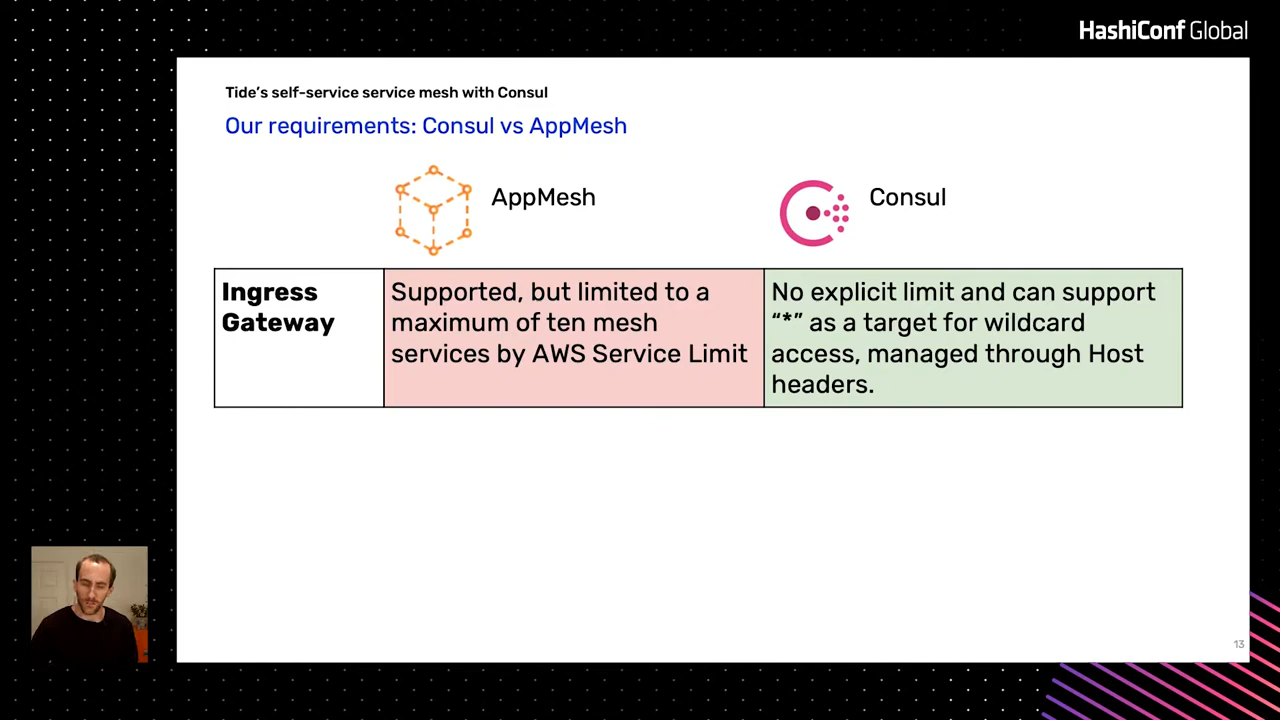 HashiConf Global
Tide's self-service service mesh with Consul
Our requirements: Consul vs AppMesh
AppMesh
Consul
Ingress
Gateway
Supported, but limited to a
maximum of ten mesh
services by AWS Service Limit
No explicit limit and can support
“*” as a target for wildcard
access, managed through Host
headers.
13